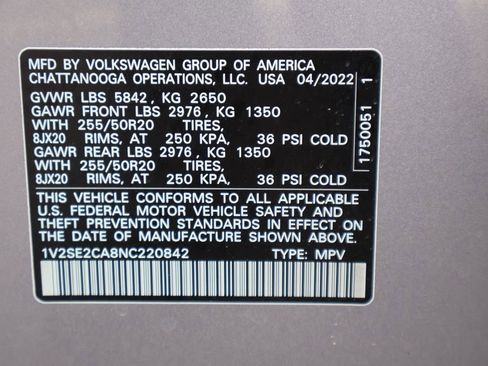 MFD BY VOLKSWAGEN GROUP OF AMERICA
CHATTANOOGA OPERATIONS, LLC. USA 04/2022
GVWR LBS 5842, KG 2650
GAWR FRONT LBS 2976, KG 1350
WITH 255/50R20 TIRES,
8JX20 RIMS, AT 250 KPA, 36 PSI COLD
GAWR REAR LBS 2976, KG 1350
WITH 255/50R20 TIRES,
8JX20 RIMS, AT 250 KPA, 36 PSI COLD
THIS VEHICLE CONFORMS TO ALL APPLICABLE
U.S. FEDERAL MOTOR VEHICLE SAFETY AND
THEFT PREVENTION STANDARDS IN EFFECT ON
THE DATE OF MANUFACTURE SHOWN ABOVE.
1V2SE2CA8NC220842 TYPE: MPV
1750051 1